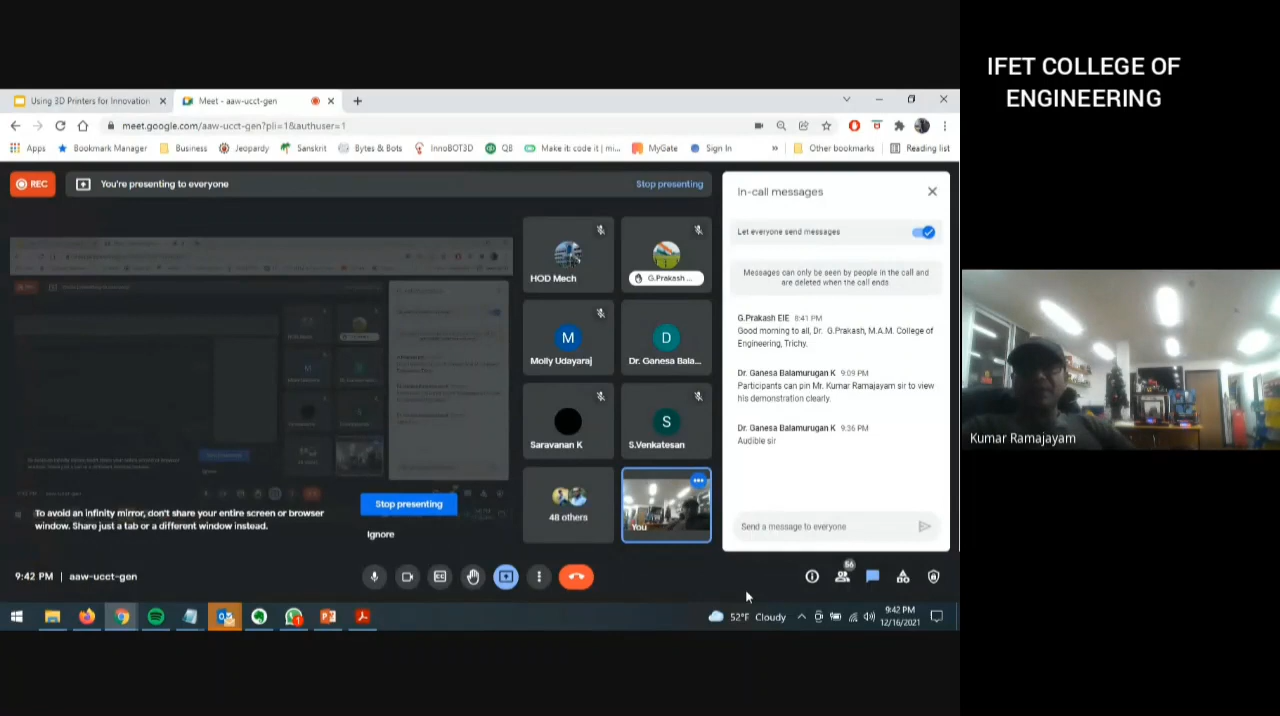 IFET COLLEGE OF
ENGINEERING
Using 3D Printers for Innovation
Meet - aaw-ucct-gen
meet.google.com/aaw-ucct-gen?pli=1&authuser=1
Apps
Bookmark Manager
Business
Jeopardy
Sanskrit
Bytes & Bots
InnoBOT3D
QB
Make it: code it | mi...
MyGate
Sign In
»
Other bookmarks
Reading list
REC
You're presenting to everyone
Stop presenting
In-call messages
Let everyone send messages
Messages can only be seen by people in the call and
are deleted when the call ends
G.Prakash EIE 8:41 PM
Good morning to all, Dr. G.Prakash, M.A.M. College of
Engineering, Trichy.
Dr. Ganesa Balamurugan K 9:09 PM
Participants can pin Mr. Kumar Ramajayam sir to view
his demonstration clearly.
Dr. Ganesa Balamurugan K 9:36 PM
Audible sir
Send a message to everyone
HOD Mech
G.Prakash ...
M
Molly Udayaraj
D
Dr. Ganesa Bala...
Saravanan K
S
S.Venkatesan
48 others
You
To avoid an infinity mirror, don't share your entire screen or browser
window. Share just a tab or a different window instead.
Stop presenting
Ignore
9:42 PM | aaw-ucct-gen
56
52°F Cloudy
9:42 PM
12/16/2021
Kumar Ramajayam